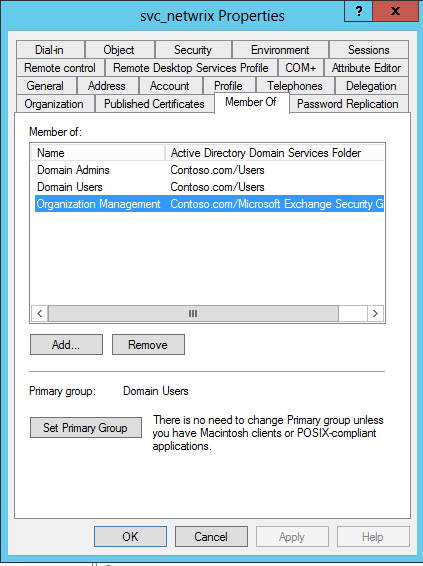 svc_netwrix Properties
?
x
Dial-in Object Security Environment Sessions
Remote control Remote Desktop Services Profile COM+ Attribute Editor
General Address Account Profile Telephones Delegation
Organization Published Certificates Member Of Password Replication
Member of:
Name Active Directory Domain Services Folder
Domain Admins Contoso.com/Users
Domain Users Contoso.com/Users
Organization Management Contoso.com/Microsoft Exchange Security G
Add... Remove
Primary group: Domain Users
Set Primary Group
There is no need to change Primary group unless
you have Macintosh clients or POSIX-compliant
applications.
OK Cancel Apply Help